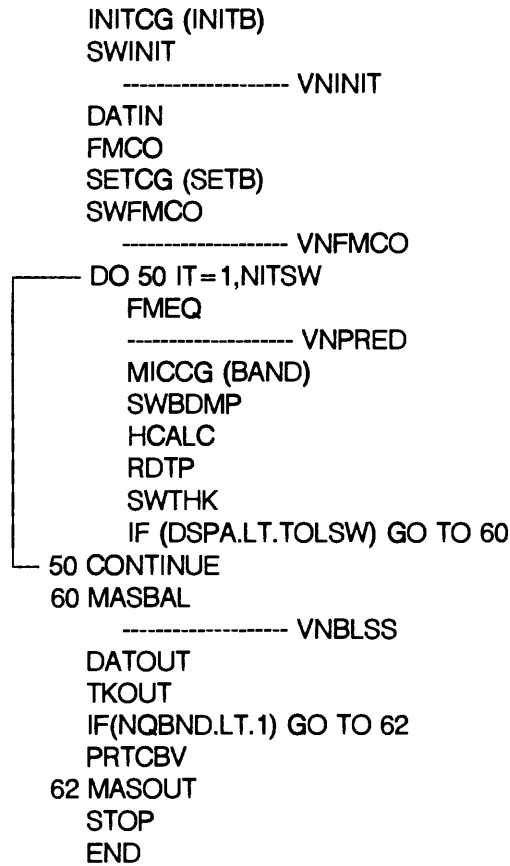 INITCG (INITB)
SWINIT
-------------------- VNINIT
DATIN
FMCO
SETCG (SETB)
SWFMCO
-------------------- VNFMCO
DO 50 IT=1,NITSW
FMEQ
-------------------- VNPRED
MICCG (BAND)
SWBDMP
HCALC
RDTP
SWTHK
IF (DSPA.LT.TOLSW) GO TO 60
50 CONTINUE
60 MASBAL
-------------------- VNBLSS
DATOUT
TKOUT
IF(NQBND.LT.1) GO TO 62
PRTCBV
62 MASOUT
STOP
END